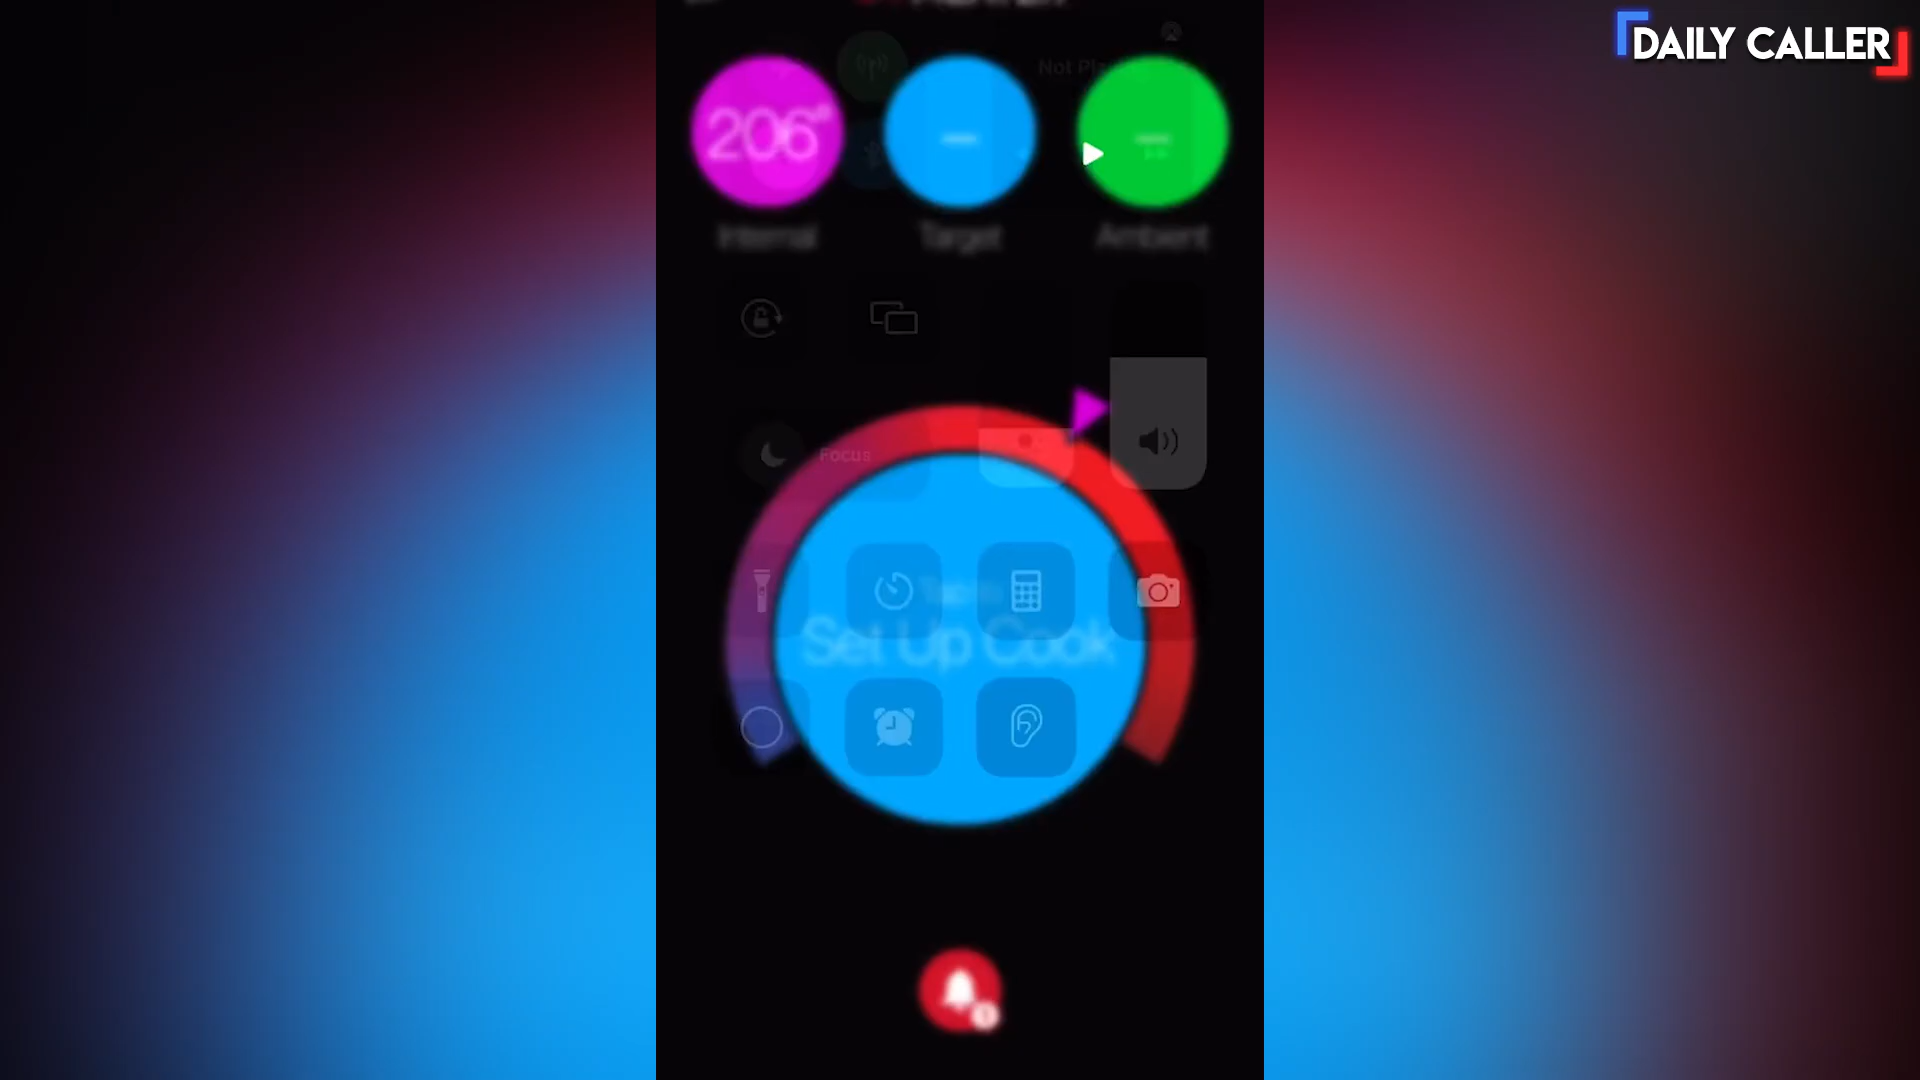 DAILY CALLER
206°
Internal
Target
Ambient
Focus
Set Up Cook